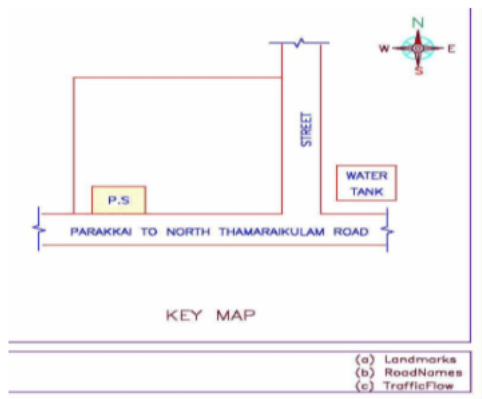 N
W E
S
STREET
WATER
TANK
P.S
PARAKKAI TO NORTH THAMARAIKULAM ROAD
KEY MAP
(a) Landmarks
(b) RoadNames
(c) TrafficFlow